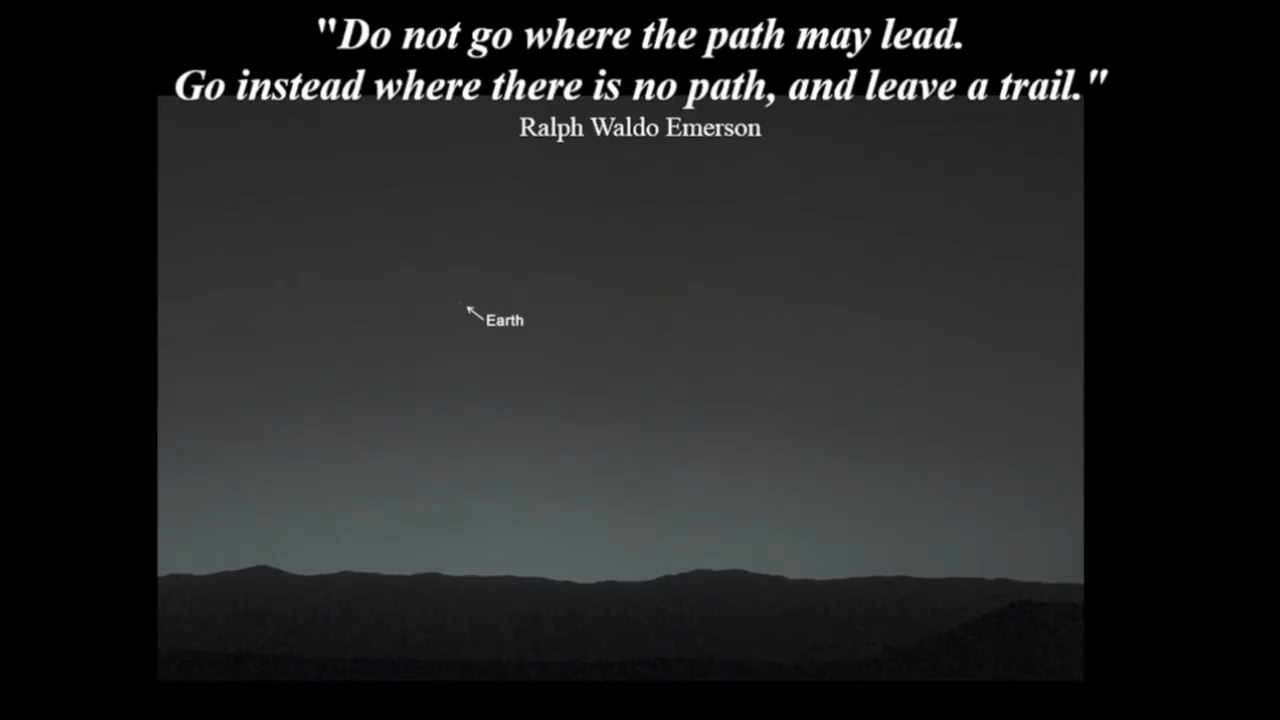 "Do not go where the path may lead.
Go instead where there is no path, and leave a trail."
Ralph Waldo Emerson
Earth